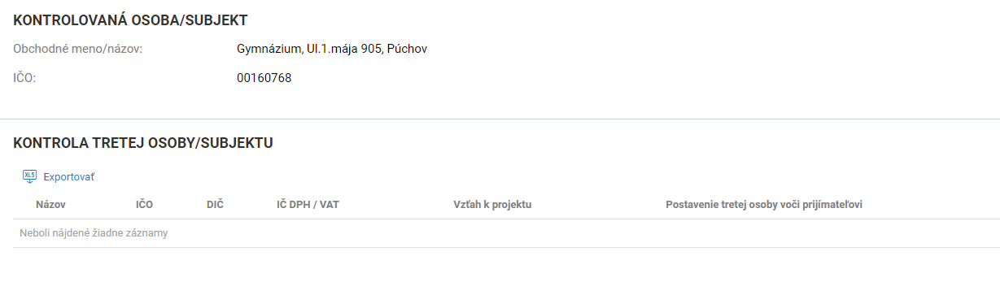 KONTROLOVANÁ OSOBA/SUBJEKT
Obchodné meno/názov: Gymnázium, Ul.1.mája 905, Púchov
IČO: 00160768
KONTROLA TRETEJ OSOBY/SUBJEKTU
XLS Exportovať
Názov IČO DIČ IČ DPH / VAT Vzťah k projektu Postavenie tretej osoby voči prijímateľovi
Neboli nájdené žiadne záznamy